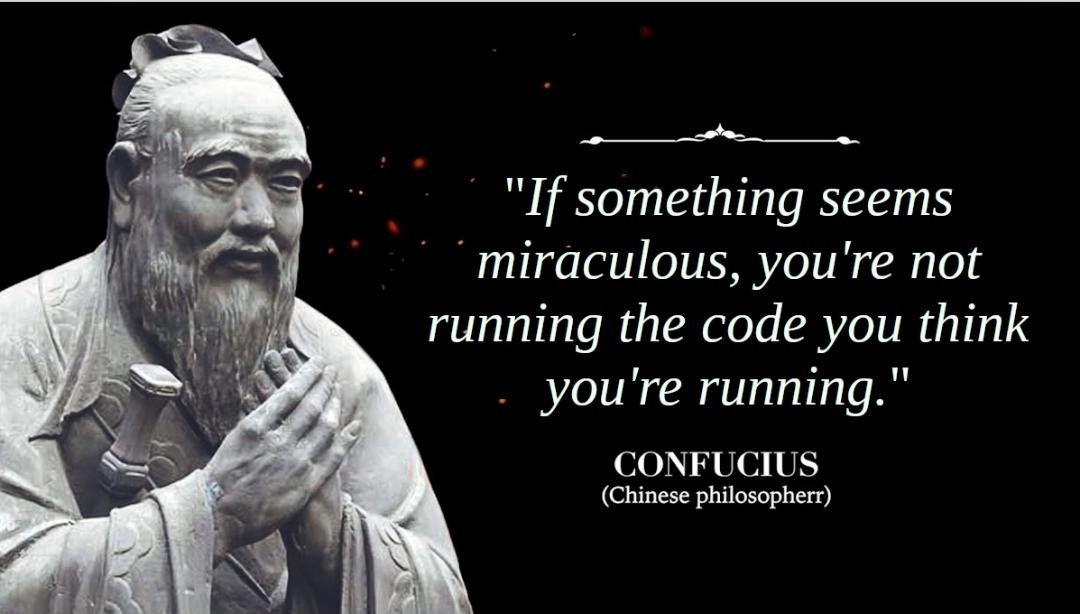 "If something seems
miraculous, you're not
running the code you think
you're running."
CONFUCIUS
(Chinese philosopherr)